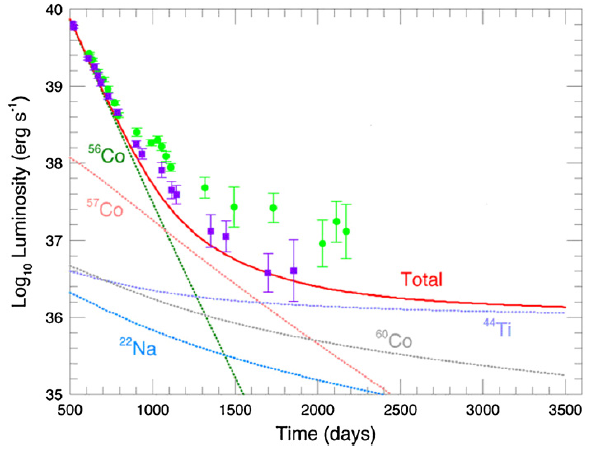 40
39
38
37
36
35
Log₁₀ Luminosity (erg s⁻¹)
⁵⁶Co
⁵⁷Co
Total
⁴⁴Ti
⁶⁰Co
²²Na
500 1000 1500 2000 2500 3000 3500
Time (days)